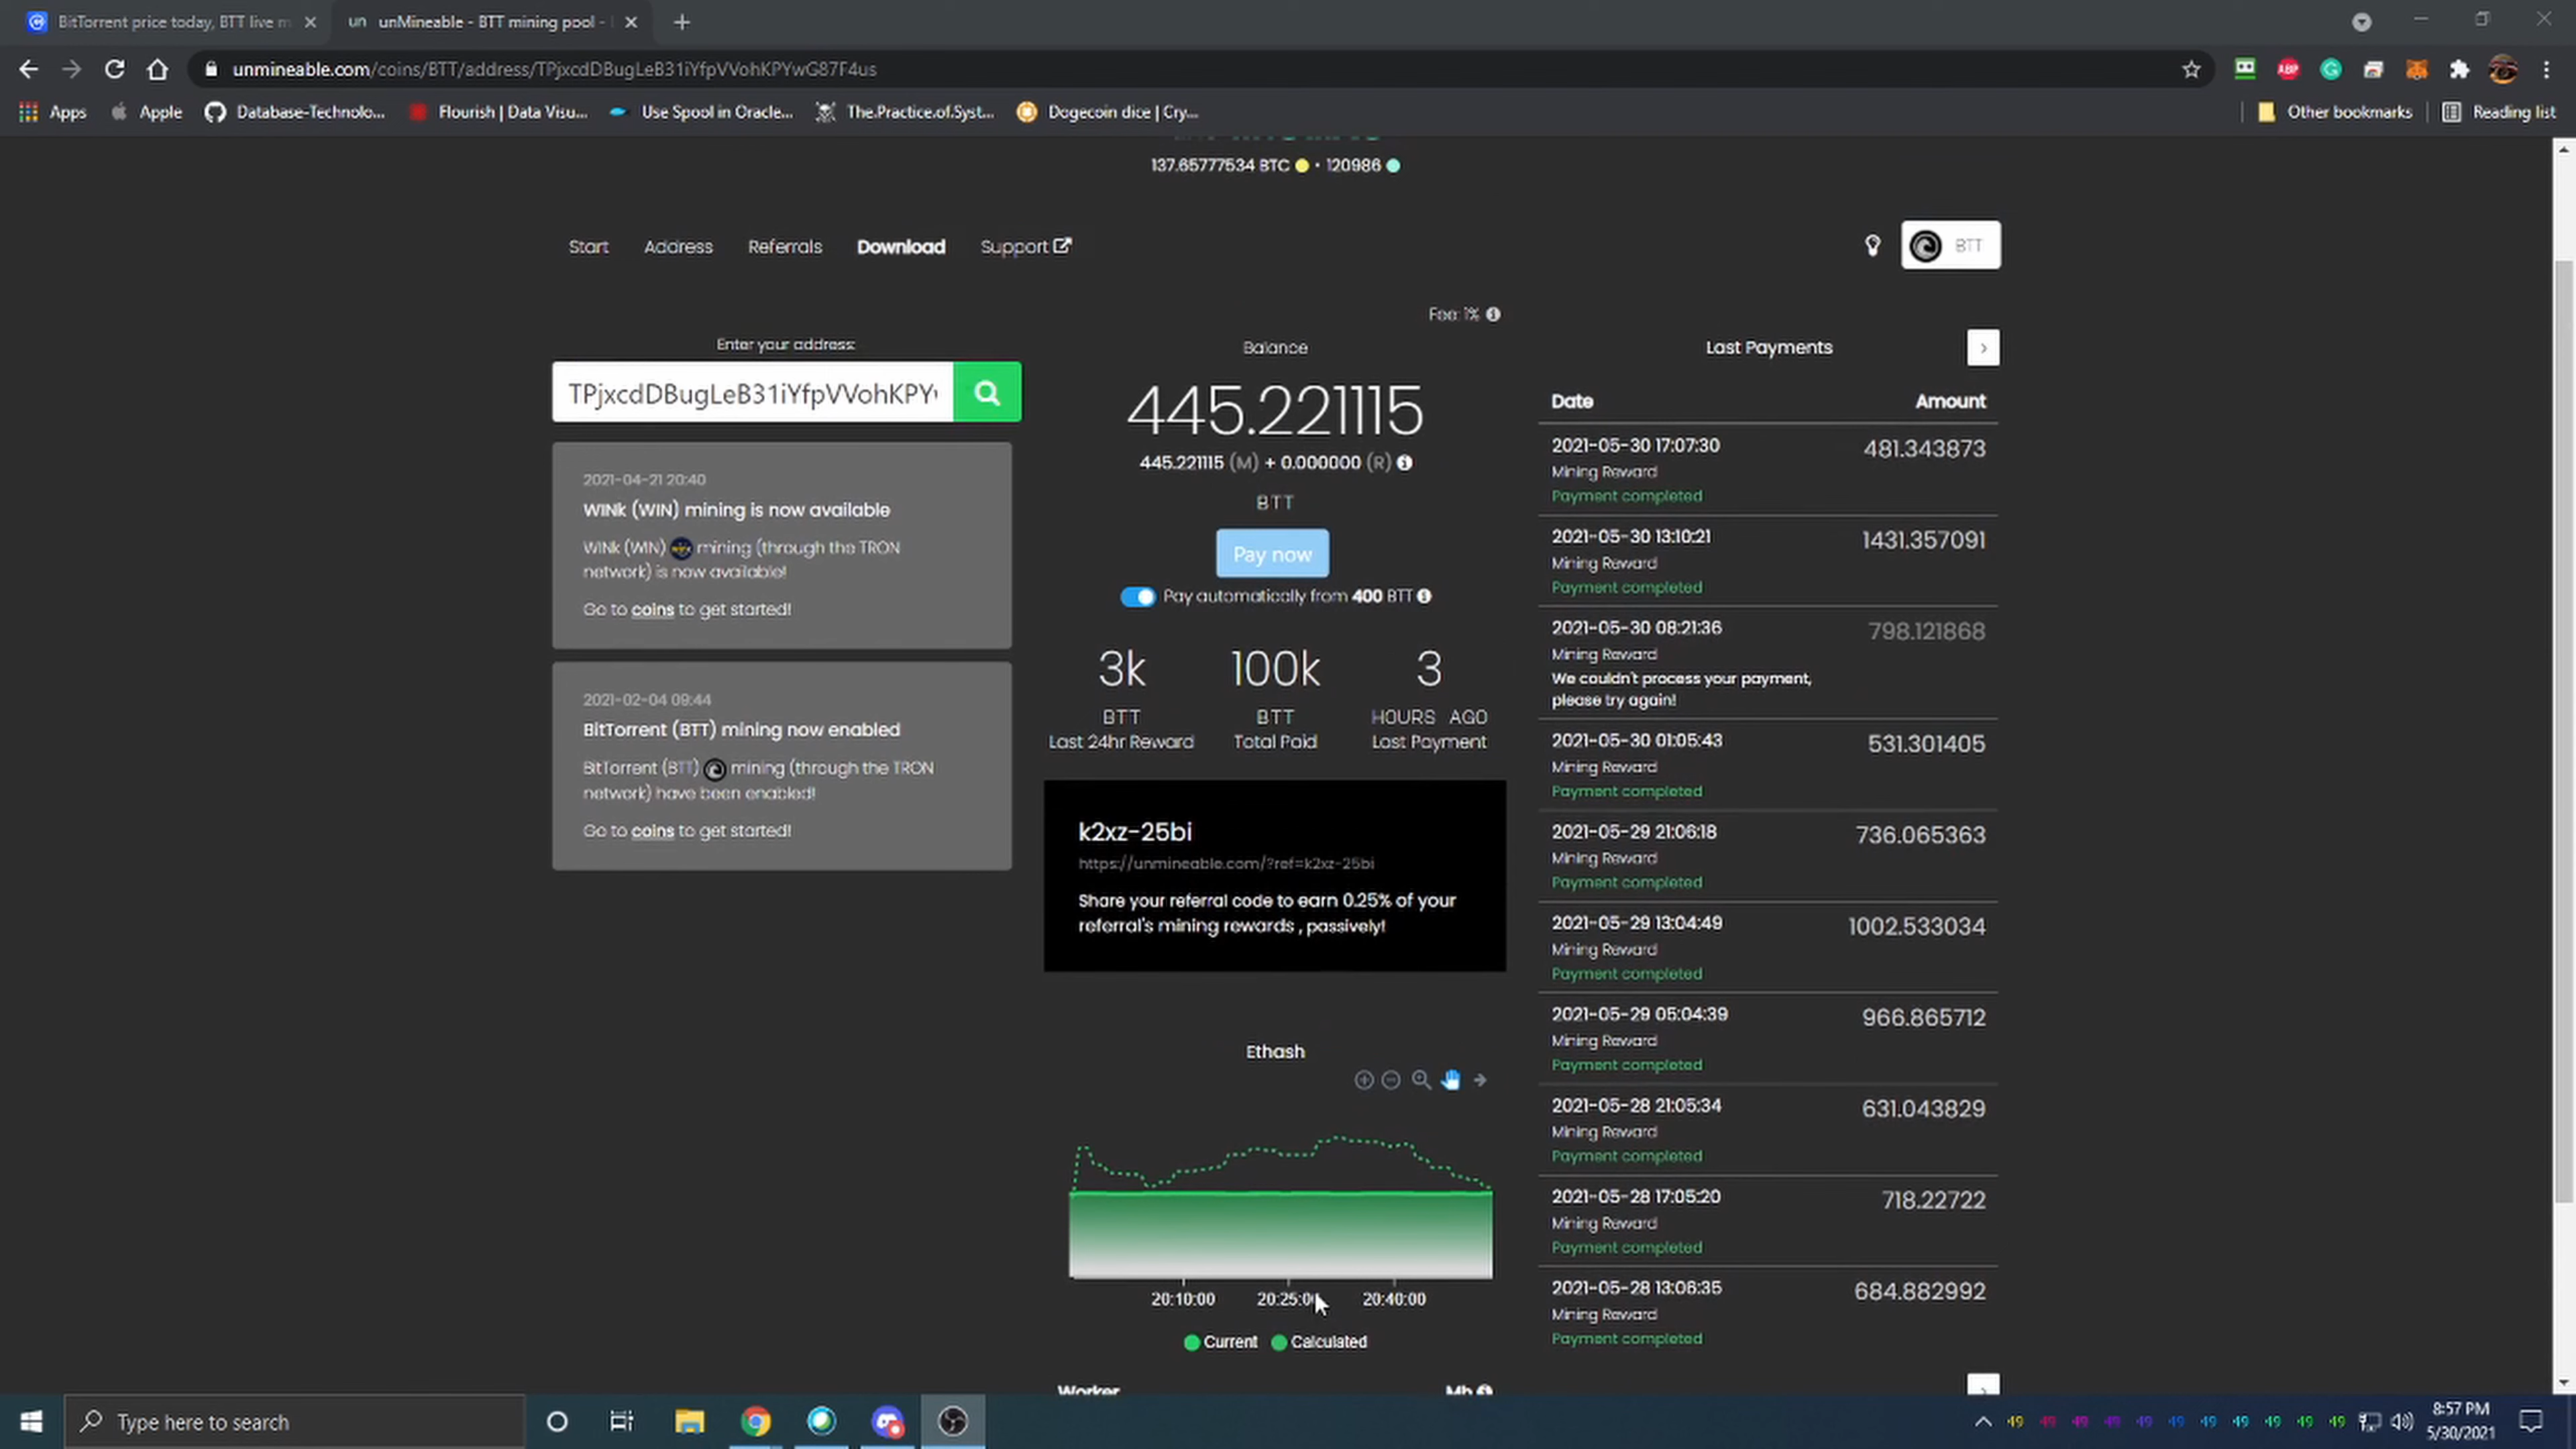 BitTorrent price today, BTT live m
un unMineable - BTT mining pool -
unmineable.com/coins/BTT/address/TPjxcdDBugLeB31iYfpVVohKPYwG87F4us
ABP
Apps
Apple
Database-Technolo...
Flourish | Data Visu...
Use Spool in Oracle...
The.Practice.of.Syst...
Dogecoin dice | Cry...
Other bookmarks
Reading list
137.65777534 BTC · 120986
Start
Address
Referrals
Download
Support
BTT
Fee: 1%
Enter your address:
TPjxcdDBugLeB31iYfpVVohKPY
2021-04-21 20:40
WINk (WIN) mining is now available
WINk (WIN) mining (through the TRON
network) is now available!
Go to coins to get started!
2021-02-04 09:44
BitTorrent (BTT) mining now enabled
BitTorrent (BTT) mining (through the TRON
network) have been enabled!
Go to coins to get started!
Balance
445.221115
445.221115 (M) + 0.000000 (R)
BTT
Pay now
Pay automatically from 400 BTT
3k
BTT
Last 24hr Reward
100k
BTT
Total Paid
3
HOURS AGO
Last Payment
k2xz-25bi
https://unmineable.com/?ref=k2xz-25bi
Share your referral code to earn 0.25% of your
referral's mining rewards , passively!
Ethash
20:10:00
20:25:00
20:40:00
Current
Calculated
Worker
Mh
Last Payments
Date Amount
2021-05-30 17:07:30 481.343873
Mining Reward
Payment completed
2021-05-30 13:10:21 1431.357091
Mining Reward
Payment completed
2021-05-30 08:21:36 798.121868
Mining Reward
We couldn't process your payment,
please try again!
2021-05-30 01:05:43 531.301405
Mining Reward
Payment completed
2021-05-29 21:06:18 736.065363
Mining Reward
Payment completed
2021-05-29 13:04:49 1002.533034
Mining Reward
Payment completed
2021-05-29 05:04:39 966.865712
Mining Reward
Payment completed
2021-05-28 21:05:34 631.043829
Mining Reward
Payment completed
2021-05-28 17:05:20 718.22722
Mining Reward
Payment completed
2021-05-28 13:06:35 684.882992
Mining Reward
Payment completed
Type here to search
49 49 49 49 49 49 49 49 49 49 49
8:57 PM
5/30/2021